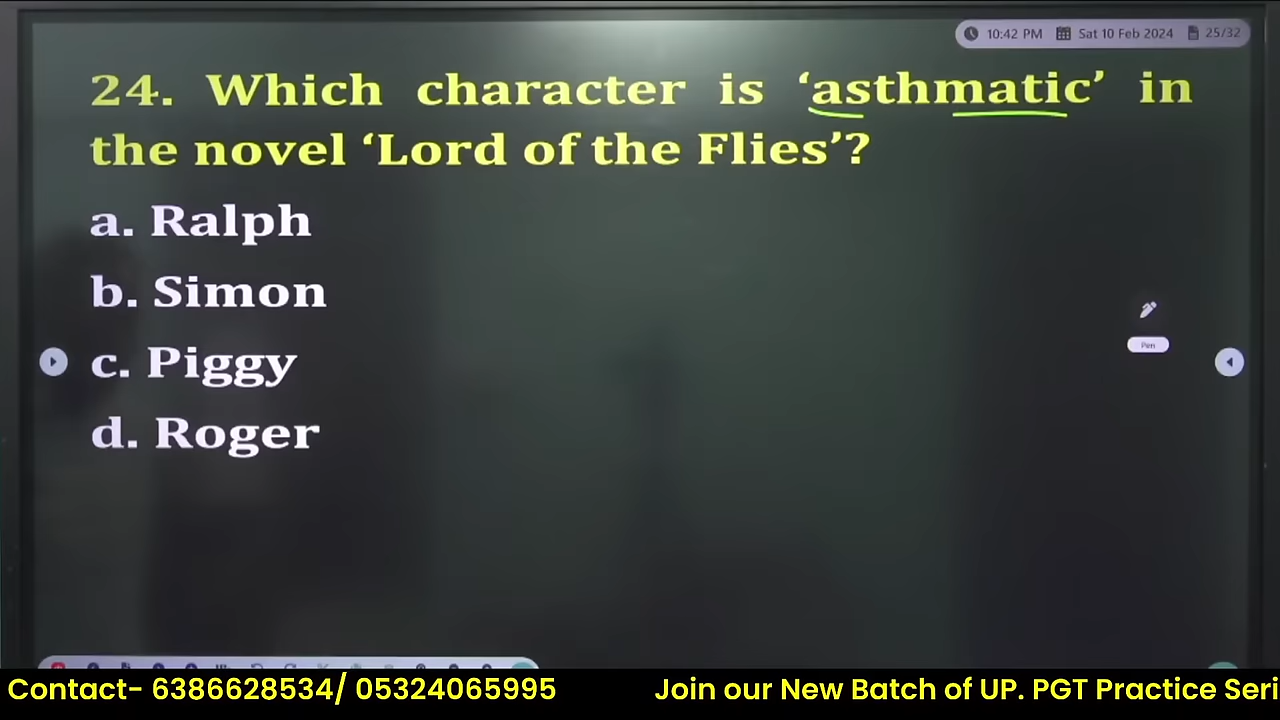 10:42 PM Sat 10 Feb 2024 25/32
24. Which character is ‘asthmatic’ in
the novel ‘Lord of the Flies’?
a. Ralph
b. Simon
c. Piggy
d. Roger
Pen
Contact- 6386628534/ 05324065995 Join our New Batch of UP. PGT Practice Seri